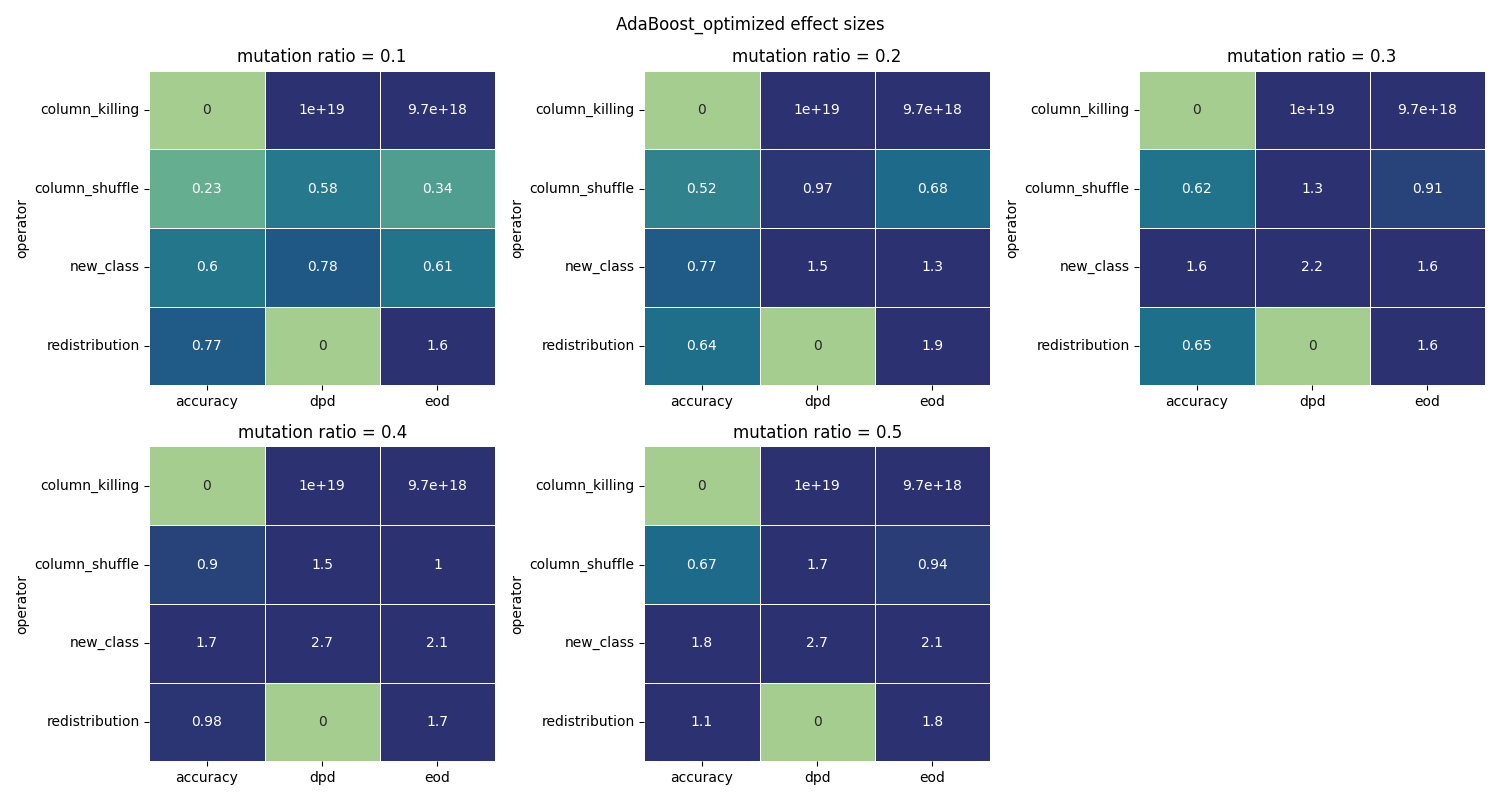 AdaBoost_optimized effect sizes
mutation ratio = 0.1
operator
column_killing 0 1e+19 9.7e+18
column_shuffle 0.23 0.58 0.34
new_class 0.6 0.78 0.61
redistribution 0.77 0 1.6
accuracy dpd eod
mutation ratio = 0.2
operator
column_killing 0 1e+19 9.7e+18
column_shuffle 0.52 0.97 0.68
new_class 0.77 1.5 1.3
redistribution 0.64 0 1.9
accuracy dpd eod
mutation ratio = 0.3
operator
column_killing 0 1e+19 9.7e+18
column_shuffle 0.62 1.3 0.91
new_class 1.6 2.2 1.6
redistribution 0.65 0 1.6
accuracy dpd eod
mutation ratio = 0.4
operator
column_killing 0 1e+19 9.7e+18
column_shuffle 0.9 1.5 1
new_class 1.7 2.7 2.1
redistribution 0.98 0 1.7
accuracy dpd eod
mutation ratio = 0.5
operator
column_killing 0 1e+19 9.7e+18
column_shuffle 0.67 1.7 0.94
new_class 1.8 2.7 2.1
redistribution 1.1 0 1.8
accuracy dpd eod